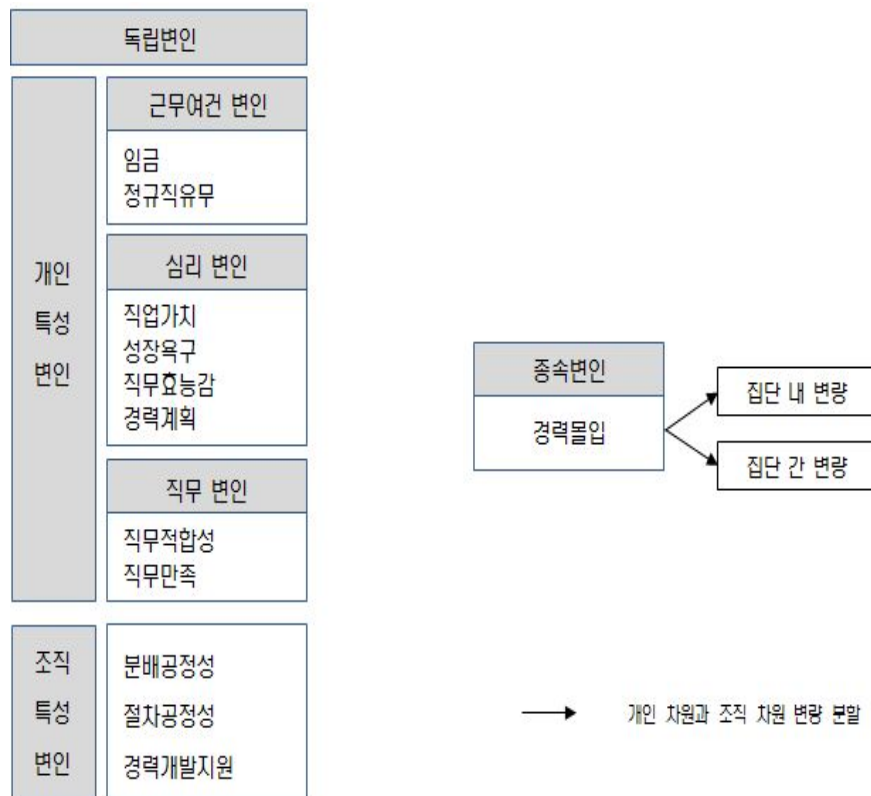 독립변인
개인
특성
변인
근무여건 변인
임금
정규직유무
심리 변인
직업가치
성장욕구
직무효능감
경력계획
직무 변인
직무적합성
직무만족
조직
특성
변인
분배공정성
절차공정성
경력개발지원
종속변인
경력몰입
집단 내 변량
집단 간 변량
개인 차원과 조직 차원 변량 분할